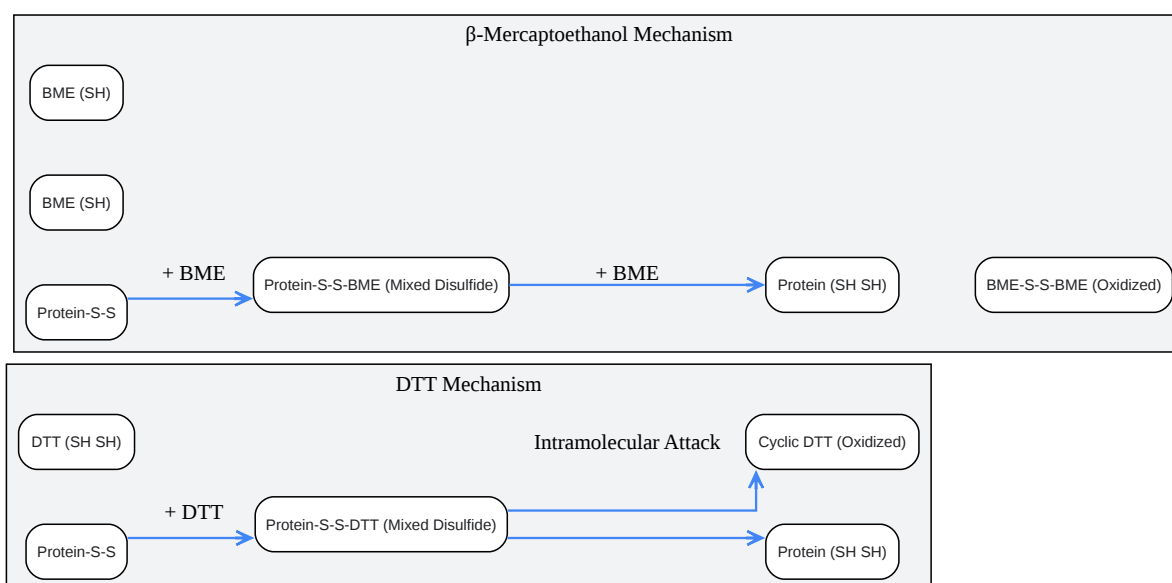 β-Mercaptoethanol Mechanism
BME (SH)
BME (SH)
+ BME
Protein-S-S-BME (Mixed Disulfide)
+ BME
Protein (SH SH)
BME-S-S-BME (Oxidized)
Protein-S-S
DTT Mechanism
DTT (SH SH)
Intramolecular Attack
Cyclic DTT (Oxidized)
+ DTT
Protein-S-S-DTT (Mixed Disulfide)
Protein-S-S
Protein (SH SH)